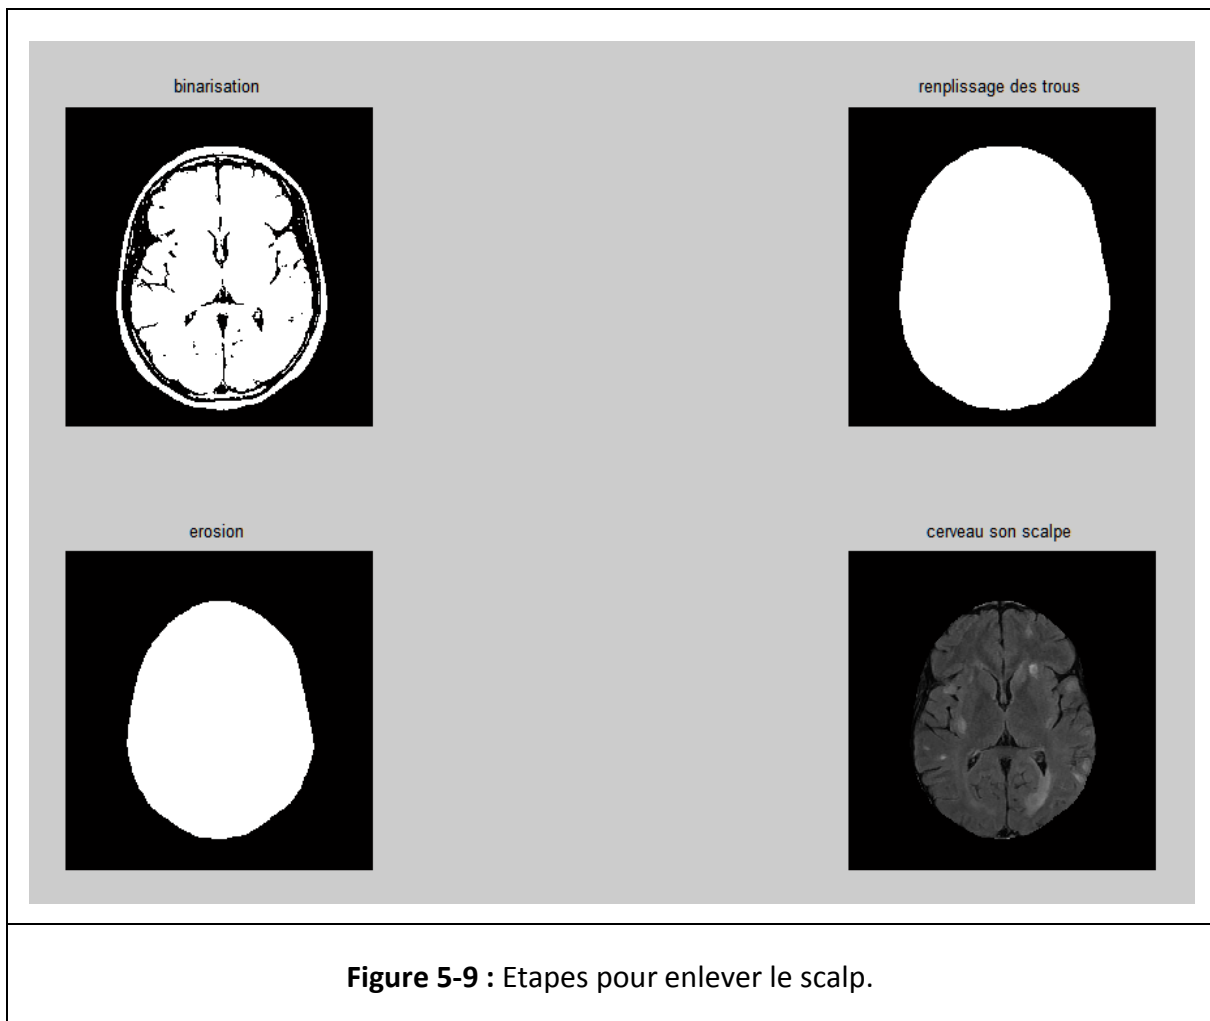 binarisation
renplissage des trous
erosion
cerveau son scalpe
Figure 5-9 : Etapes pour enlever le scalp.